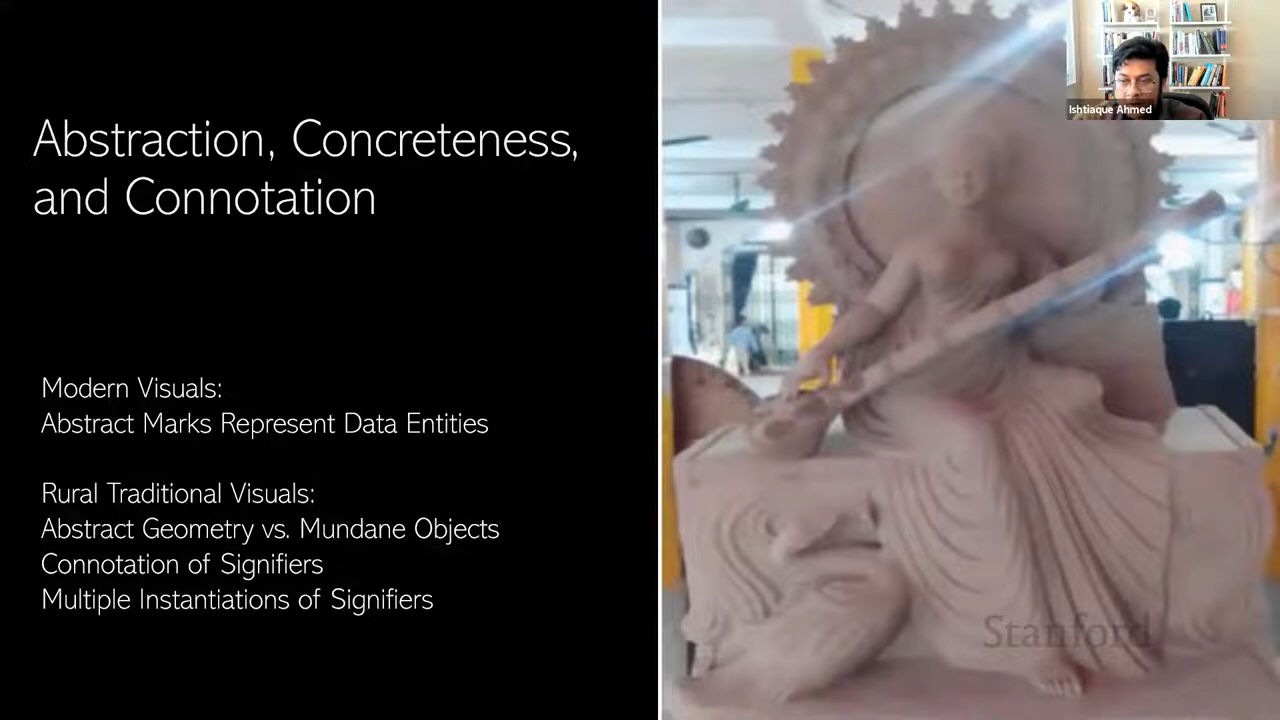 Abstraction, Concreteness,
and Connotation
Modern Visuals:
Abstract Marks Represent Data Entities
Rural Traditional Visuals:
Abstract Geometry vs. Mundane Objects
Connotation of Signifiers
Multiple Instantiations of Signifiers
Ishtiaque Ahmed
Stanford